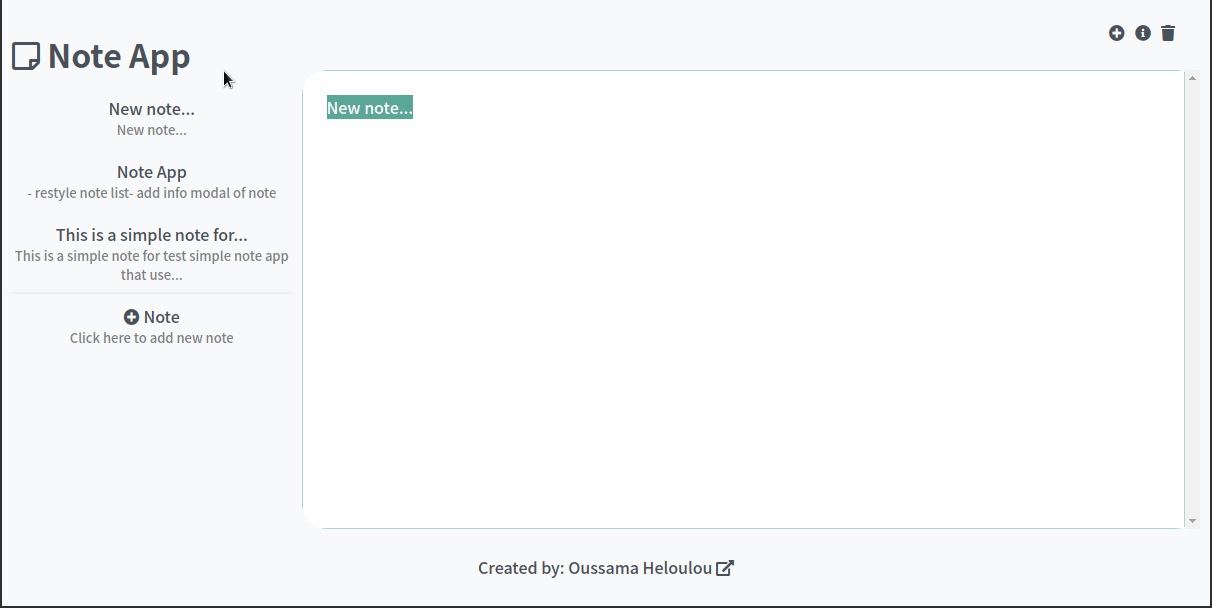 Note App
New note...
New note...
Note App
- restyle note list- add info modal of note
This is a simple note for...
This is a simple note for test simple note app
that use...
Note
Click here to add new note
New note...
Created by: Oussama Heloulou